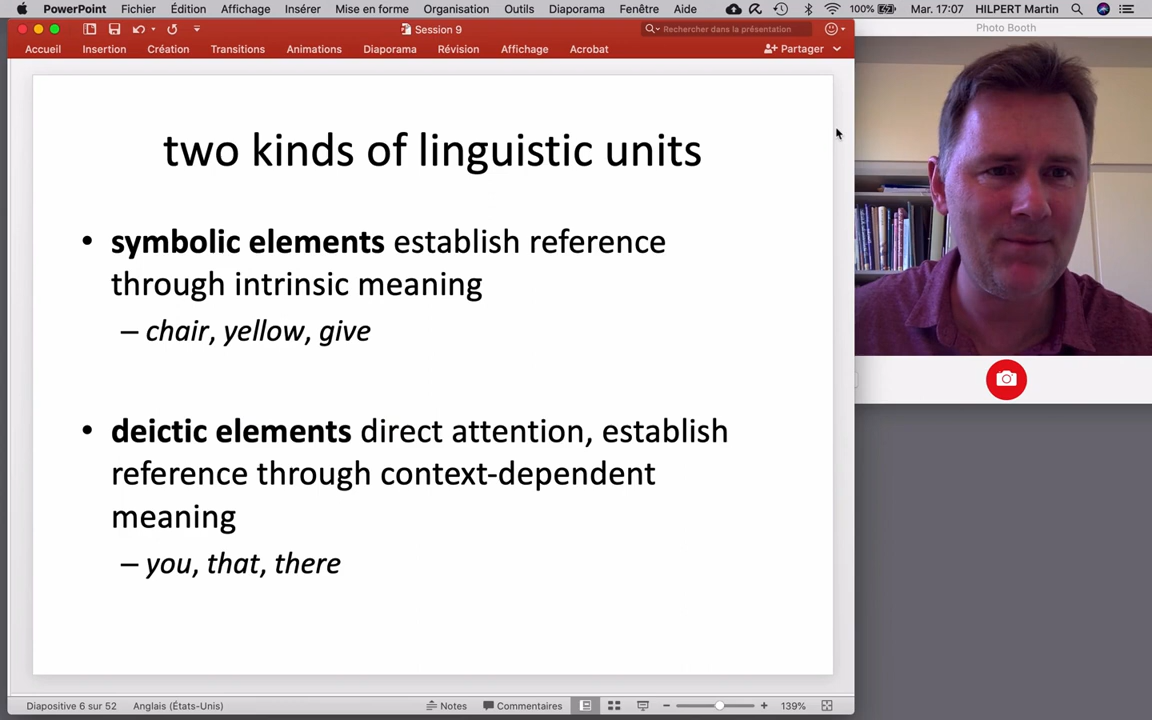 PowerPoint Fichier Édition Affichage Insérer Mise en forme Organisation Outils Diaporama Fenêtre Aide 100% Mar. 17:07 HILPERT Martin
Session 9
Rechercher dans la présentation
Photo Booth
Accueil Insertion Création Transitions Animations Diaporama Révision Affichage Acrobat Partager
two kinds of linguistic units
• symbolic elements establish reference
through intrinsic meaning
– chair, yellow, give
• deictic elements direct attention, establish
reference through context-dependent
meaning
– you, that, there
Diapositive 6 sur 52 Anglais (États-Unis) Notes Commentaires 139%